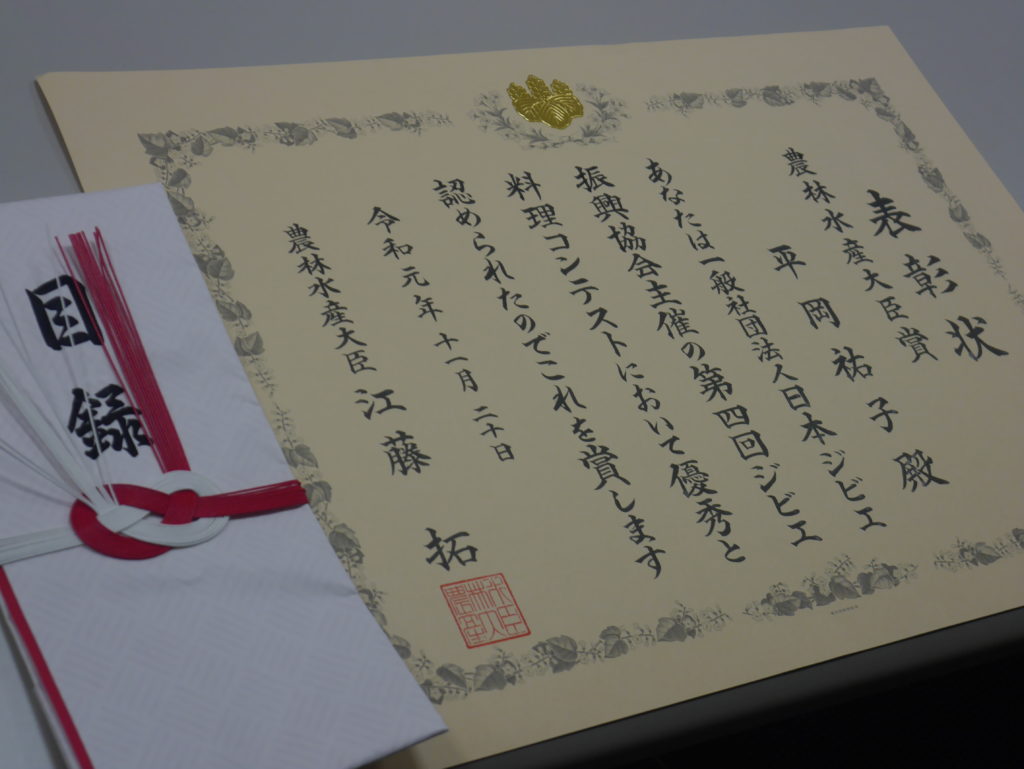 表彰状
農林水産大臣賞
平岡祐子殿
あなたは一般社団法人日本ジビエ
振興協会主催の第四回ジビエ
料理コンテストにおいて優秀と
認められたのでこれを賞します
令和元年十一月二十日
農林水産大臣 江藤 拓
目録